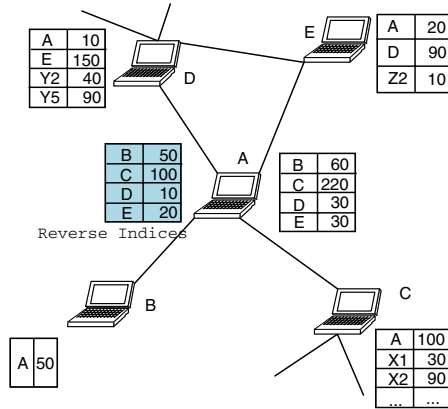 A 10
E 150
Y2 40
Y5 90
D
E
A 20
D 90
Z2 10
A
B 50
C 100
D 10
E 20
Reverse Indices
B 60
C 220
D 30
E 30
B
A 50
C
A 100
X1 30
X2 90
... ...